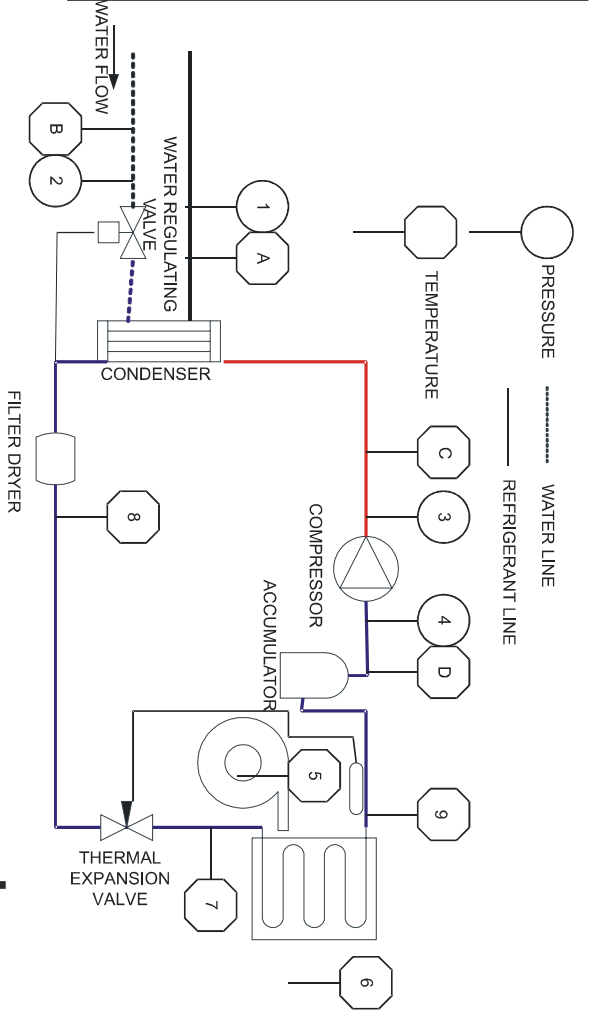 PRESSURE
TEMPERATURE
WATER LINE
REFRIGERANT LINE
WATER FLOW
B
2
1
A
WATER REGULATING
VALVE
CONDENSER
C
3
COMPRESSOR
4
D
ACCUMULATOR
FILTER DRYER
8
5
9
THERMAL
EXPANSION
VALVE
7
6